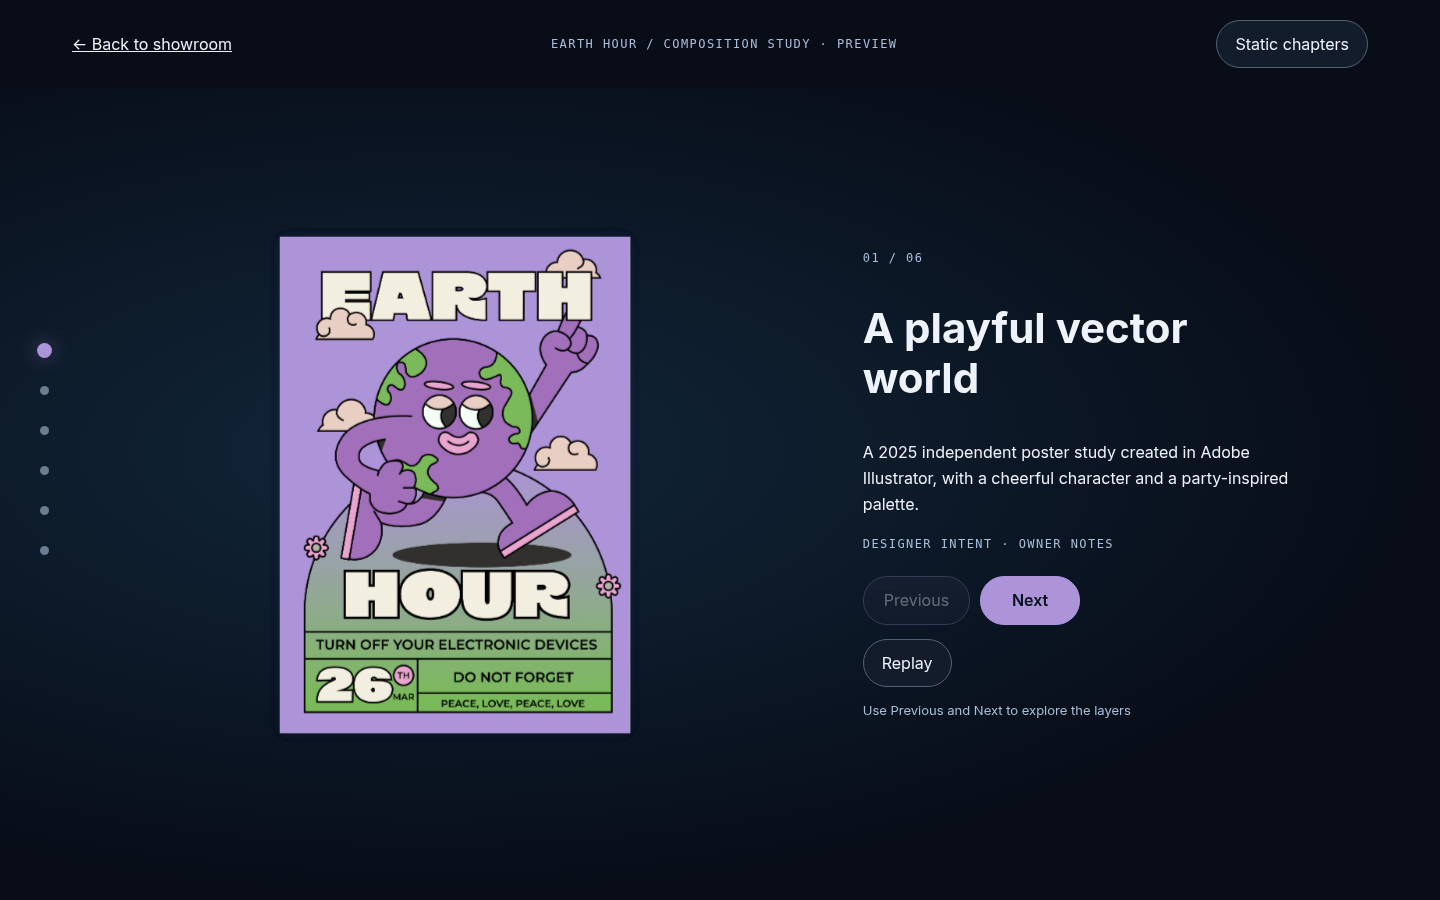 ← Back to showroom
EARTH HOUR / COMPOSITION STUDY · PREVIEW
Static chapters
EARTH
HOUR
TURN OFF YOUR ELECTRONIC DEVICES
26 TH MAR
DO NOT FORGET
PEACE, LOVE, PEACE, LOVE
01 / 06
A playful vector
world
A 2025 independent poster study created in Adobe
Illustrator, with a cheerful character and a party-inspired
palette.
DESIGNER INTENT · OWNER NOTES
Previous
Next
Replay
Use Previous and Next to explore the layers